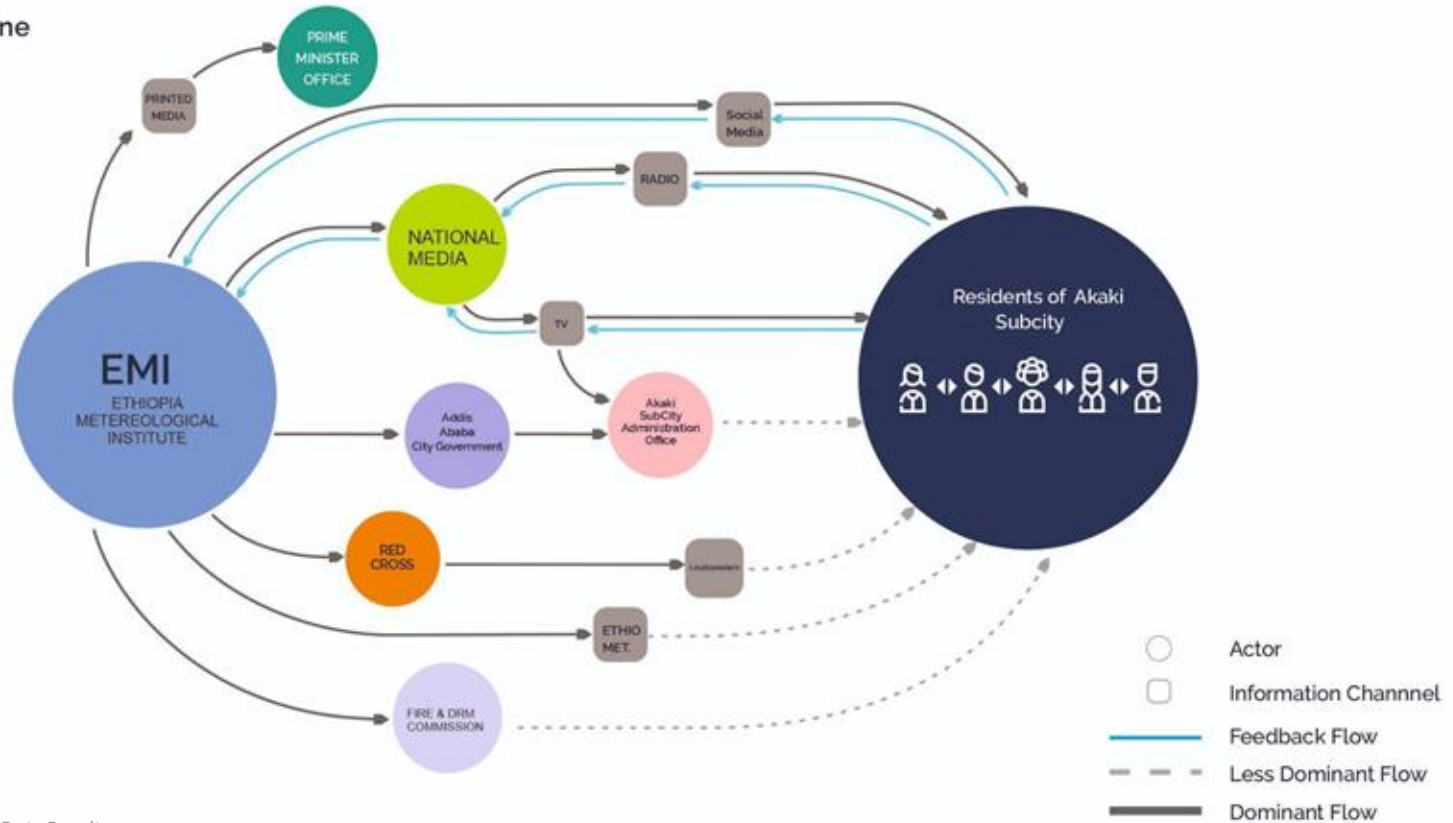 ne
PRIME
MINISTER
OFFICE
PRINTED
MEDIA
Social
Media
RADIO
NATIONAL
MEDIA
Residents of Akaki
Subcity
TV
EMI
ETHIOPIA
METEREOLOGICAL
INSTITUTE
Addis
Ababa
City Government
Akaki
SubCity
Administration
Office
RED
CROSS
ETHIO
MET.
FIRE & DRM
COMMISSION
Actor
Information Channnel
Feedback Flow
Less Dominant Flow
Dominant Flow